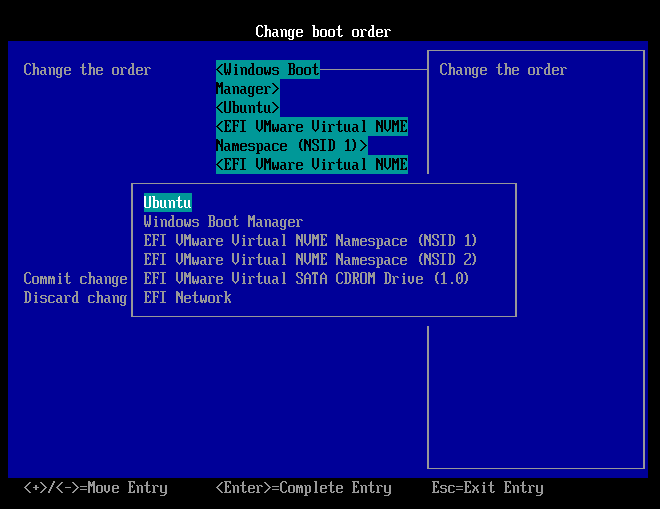 Change boot order
Change the order
<Windows Boot
Manager>
<Ubuntu>
<EFI VMware Virtual NVME
Namespace (NSID 1)>
<EFI VMware Virtual NVME
Change the order
Ubuntu
Windows Boot Manager
EFI VMware Virtual NVME Namespace (NSID 1)
EFI VMware Virtual NVME Namespace (NSID 2)
EFI VMware Virtual SATA CDROM Drive (1.0)
EFI Network
Commit change
Discard chang
<+>/<->=Move Entry
<Enter>=Complete Entry
Esc=Exit Entry